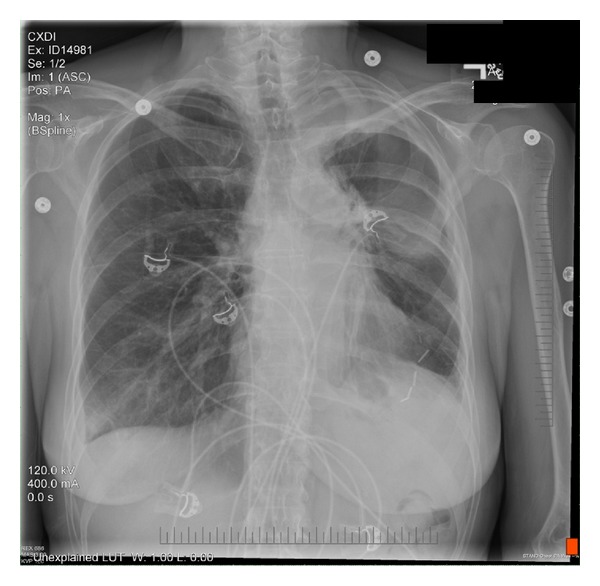 CXDI
Ex: ID14981
Se: 1/2
Im: 1 (ASC)
Pos: PA
Mag: 1x
(BSpline)
120.0 kV
400.0 mA
0.0 s
Unexplained LUT W: 1.00 L: 0.00